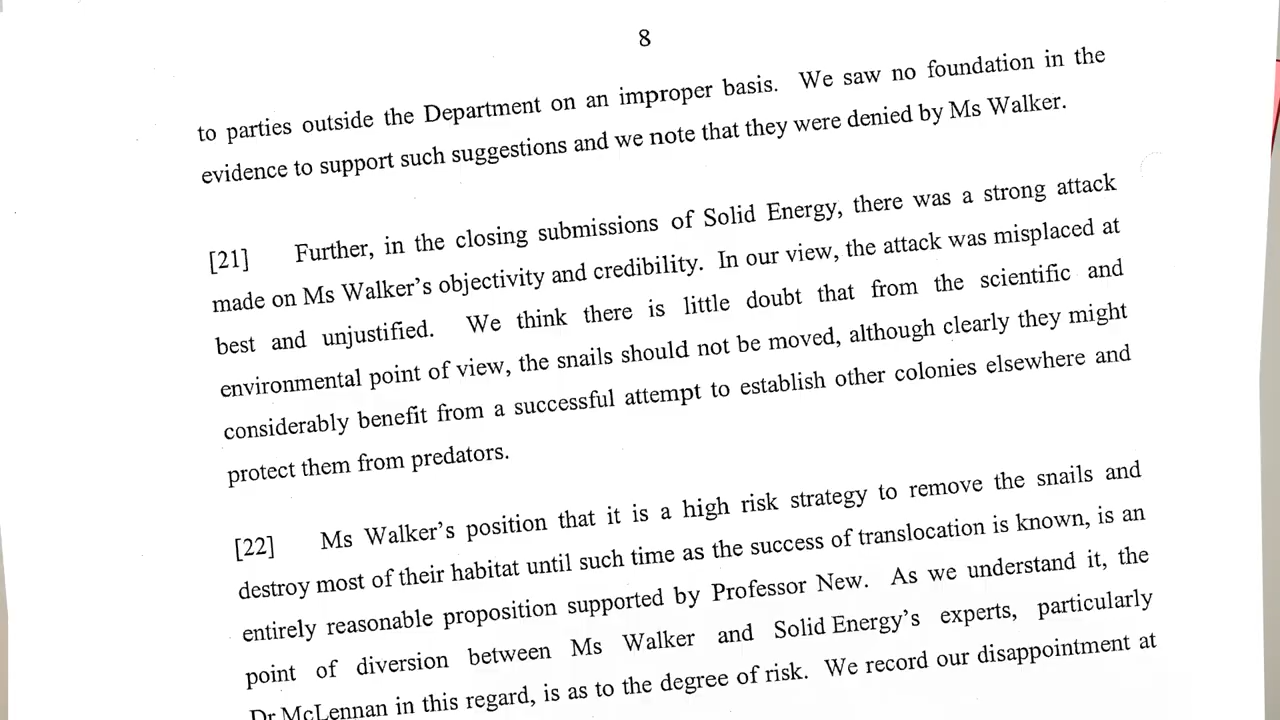 8
to parties outside the Department on an improper basis. We saw no foundation in the
evidence to support such suggestions and we note that they were denied by Ms Walker.
[21] Further, in the closing submissions of Solid Energy, there was a strong attack
made on Ms Walker's objectivity and credibility. In our view, the attack was misplaced at
best and unjustified. We think there is little doubt that from the scientific and
environmental point of view, the snails should not be moved, although clearly they might
considerably benefit from a successful attempt to establish other colonies elsewhere and
protect them from predators.
[22] Ms Walker's position that it is a high risk strategy to remove the snails and
destroy most of their habitat until such time as the success of translocation is known, is an
entirely reasonable proposition supported by Professor New. As we understand it, the
point of diversion between Ms Walker and Solid Energy's experts, particularly
Dr McLennan in this regard, is as to the degree of risk. We record our disappointment at